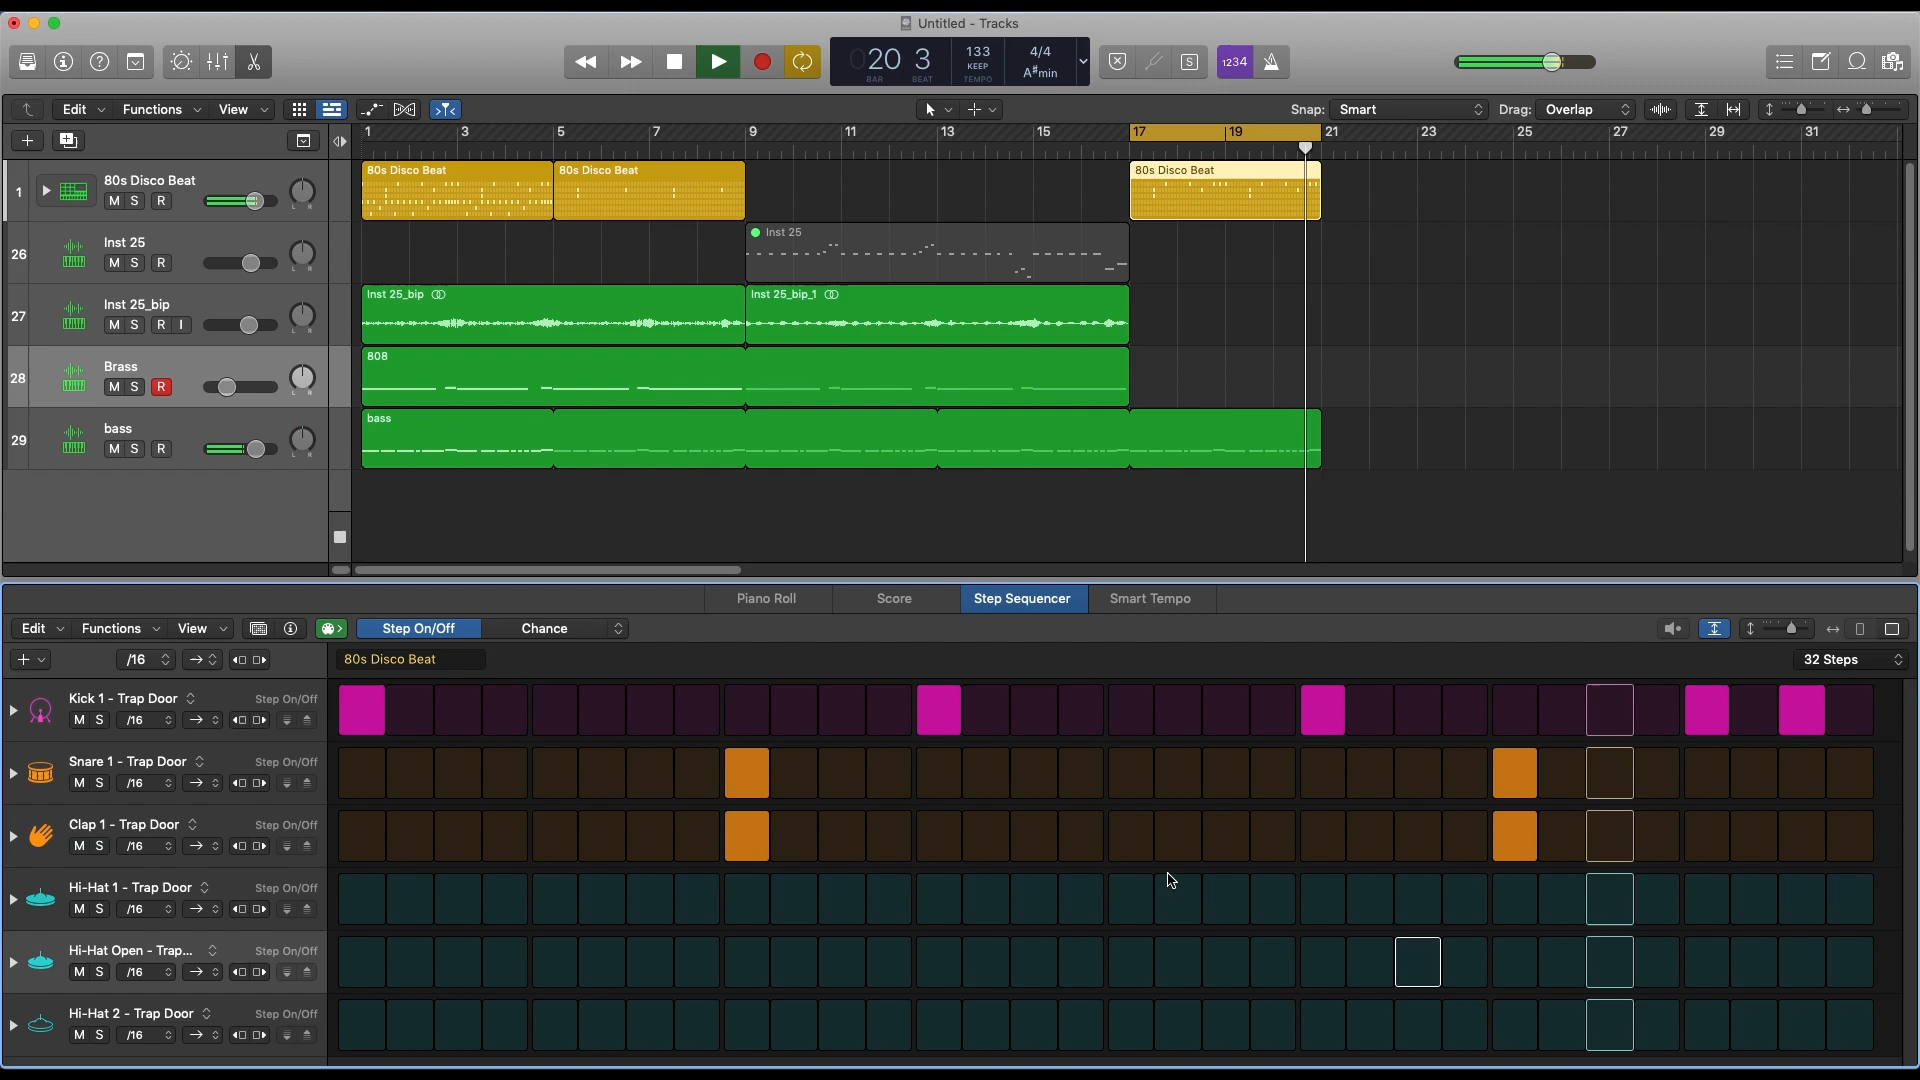 Untitled - Tracks
1234
020 3
BAR BEAT
133
KEEP
TEMPO
4/4
A♯min
S
Edit Functions View
Snap: Smart Drag: Overlap
1 3 5 7 9 11 13 15 17 19 21 23 25 27 29 31
1 80s Disco Beat
M S R
L R
80s Disco Beat 80s Disco Beat 80s Disco Beat
26 Inst 25
M S R
L R
Inst 25
27 Inst 25_bip
M S R I
L R
Inst 25_bip Inst 25_bip_1
28 Brass
M S R
L R
808
29 bass
M S R
L R
bass
Piano Roll Score Step Sequencer Smart Tempo
Edit Functions View Step On/Off Chance
/16 80s Disco Beat 32 Steps
Kick 1 - Trap Door Step On/Off
M S /16
Snare 1 - Trap Door Step On/Off
M S /16
Clap 1 - Trap Door Step On/Off
M S /16
Hi-Hat 1 - Trap Door Step On/Off
M S /16
Hi-Hat Open - Trap... Step On/Off
M S /16
Hi-Hat 2 - Trap Door Step On/Off
M S /16